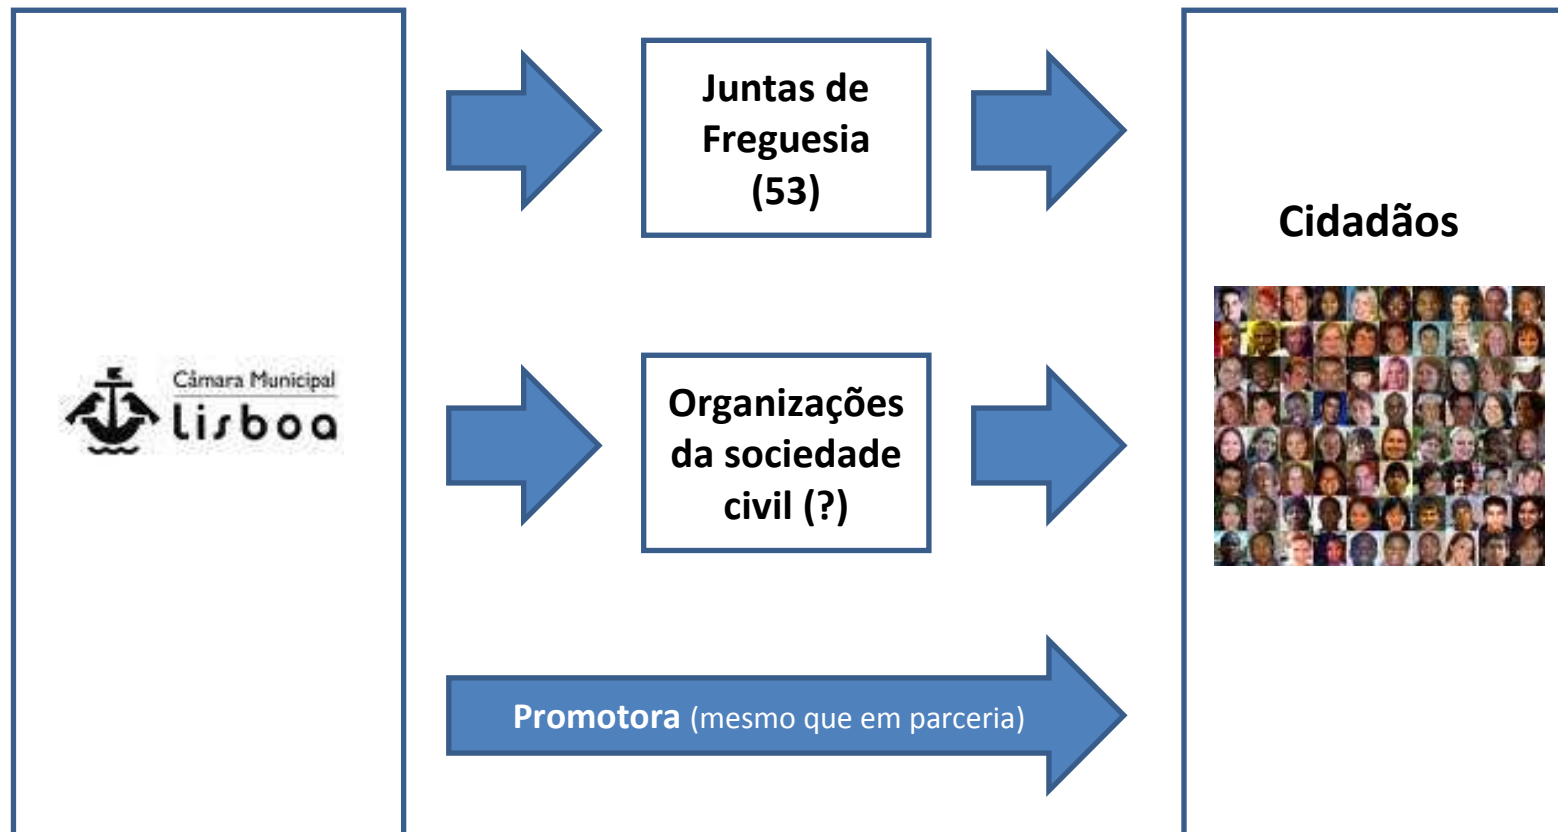 Juntas de
Freguesia
(53)
Cidadãos
Câmara Municipal
Lisboa
Organizações
da sociedade
civil (?)
Promotora (mesmo que em parceria)